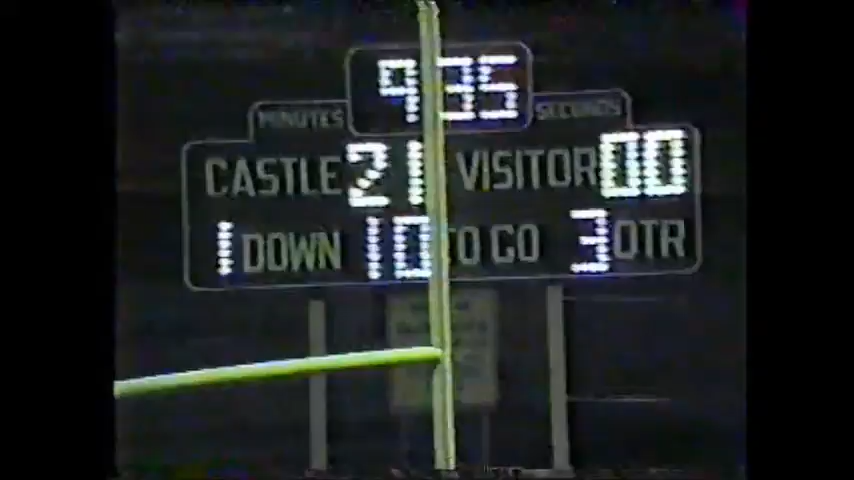 9 35
MINUTES SECONDS
CASTLE 21 VISITOR 00
1 DOWN 10 TO GO 3 QTR